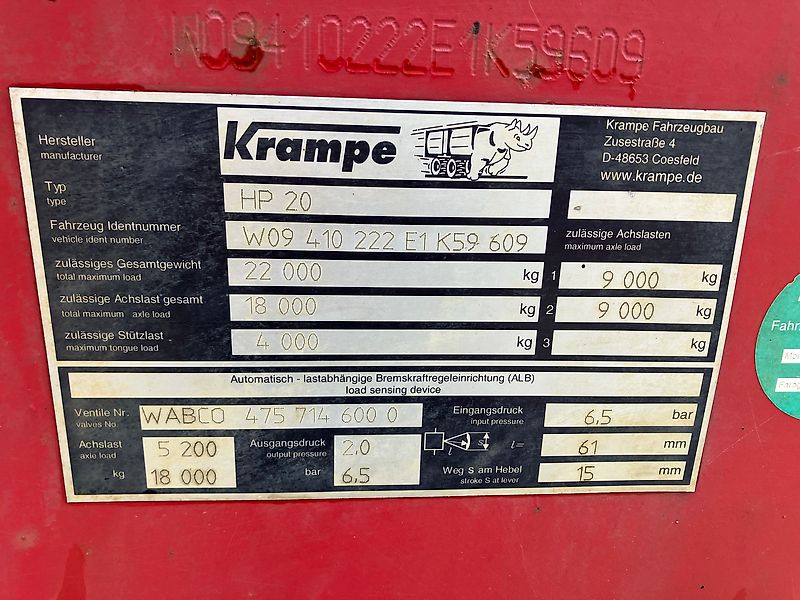 W09410222E1K59609
Hersteller
manufacturer
Krampe
Krampe Fahrzeugbau
Zusestraße 4
D-48653 Coesfeld
www.krampe.de
Typ
type
HP 20
Fahrzeug Identnummer
vehicle ident number
W09 410 222 E1 K59 609
zulässige Achslasten
maximum axle load
zulässiges Gesamtgewicht
total maximum load
22 000 kg
1 9 000 kg
zulässige Achslast gesamt
total maximum axle load
18 000 kg
2 9 000 kg
zulässige Stützlast
maximum tongue load
4 000 kg
3 kg
Automatisch - lastabhängige Bremskraftregeleinrichtung (ALB)
load sensing device
Ventile Nr.
valves No.
WABCO 475 714 600 0
Eingangsdruck
input pressure
6,5 bar
Achslast
axle load
kg
5 200
18 000
Ausgangsdruck
output pressure
bar
2,0
6,5
l S
l= 61 mm
Weg S am Hebel
stroke S at lever
15 mm